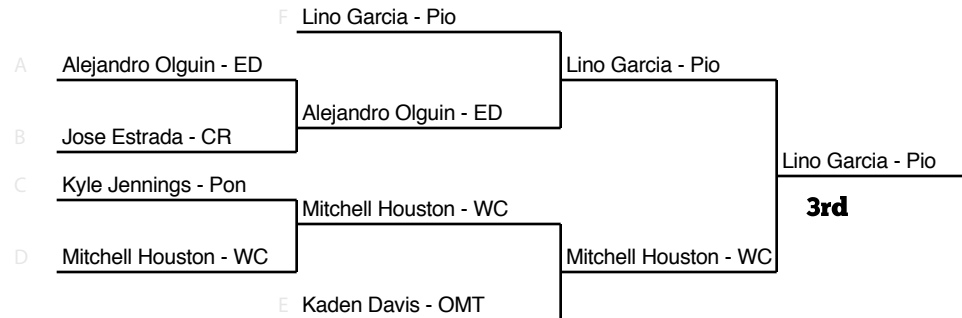 F Lino Garcia - Pio
A Alejandro Olguin - ED
Lino Garcia - Pio
Alejandro Olguin - ED
B Jose Estrada - CR
Lino Garcia - Pio
C Kyle Jennings - Pon
Mitchell Houston - WC
3rd
D Mitchell Houston - WC
Mitchell Houston - WC
E Kaden Davis - OMT